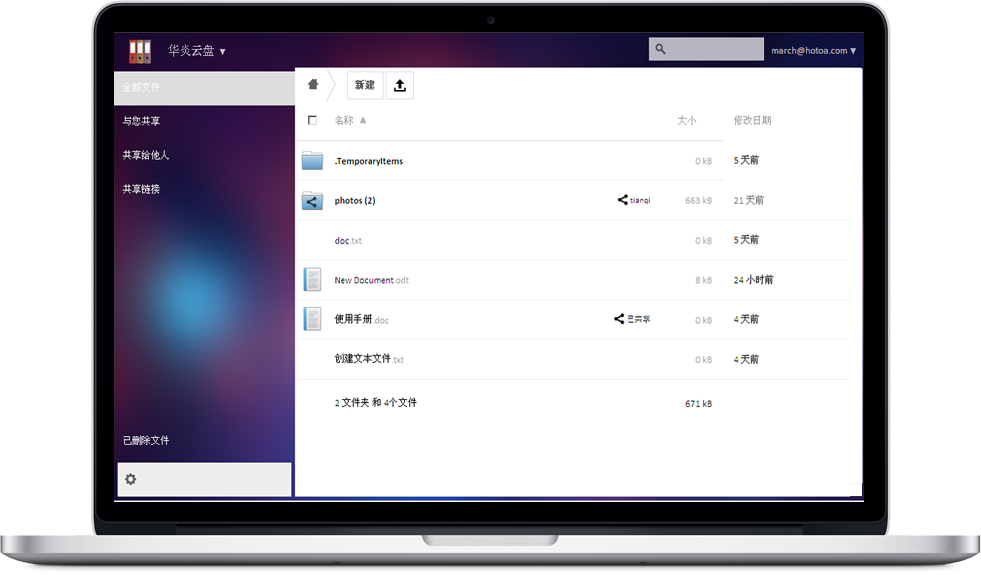 华炎云盘 ▼
march@hotoa.com ▼
全部文件
与您共享
共享给他人
共享链接
已删除文件
新建
名称 ▲ 大小 修改日期
.TemporaryItems 0 kB 5 天前
photos (2) tianqi 663 kB 21 天前
doc.txt 0 kB 5 天前
New Document.odt 8 kB 24 小时前
使用手册.doc 已共享 0 kB 4 天前
创建文本文件.txt 0 kB 4 天前
2 文件夹 和 4个文件 671 kB